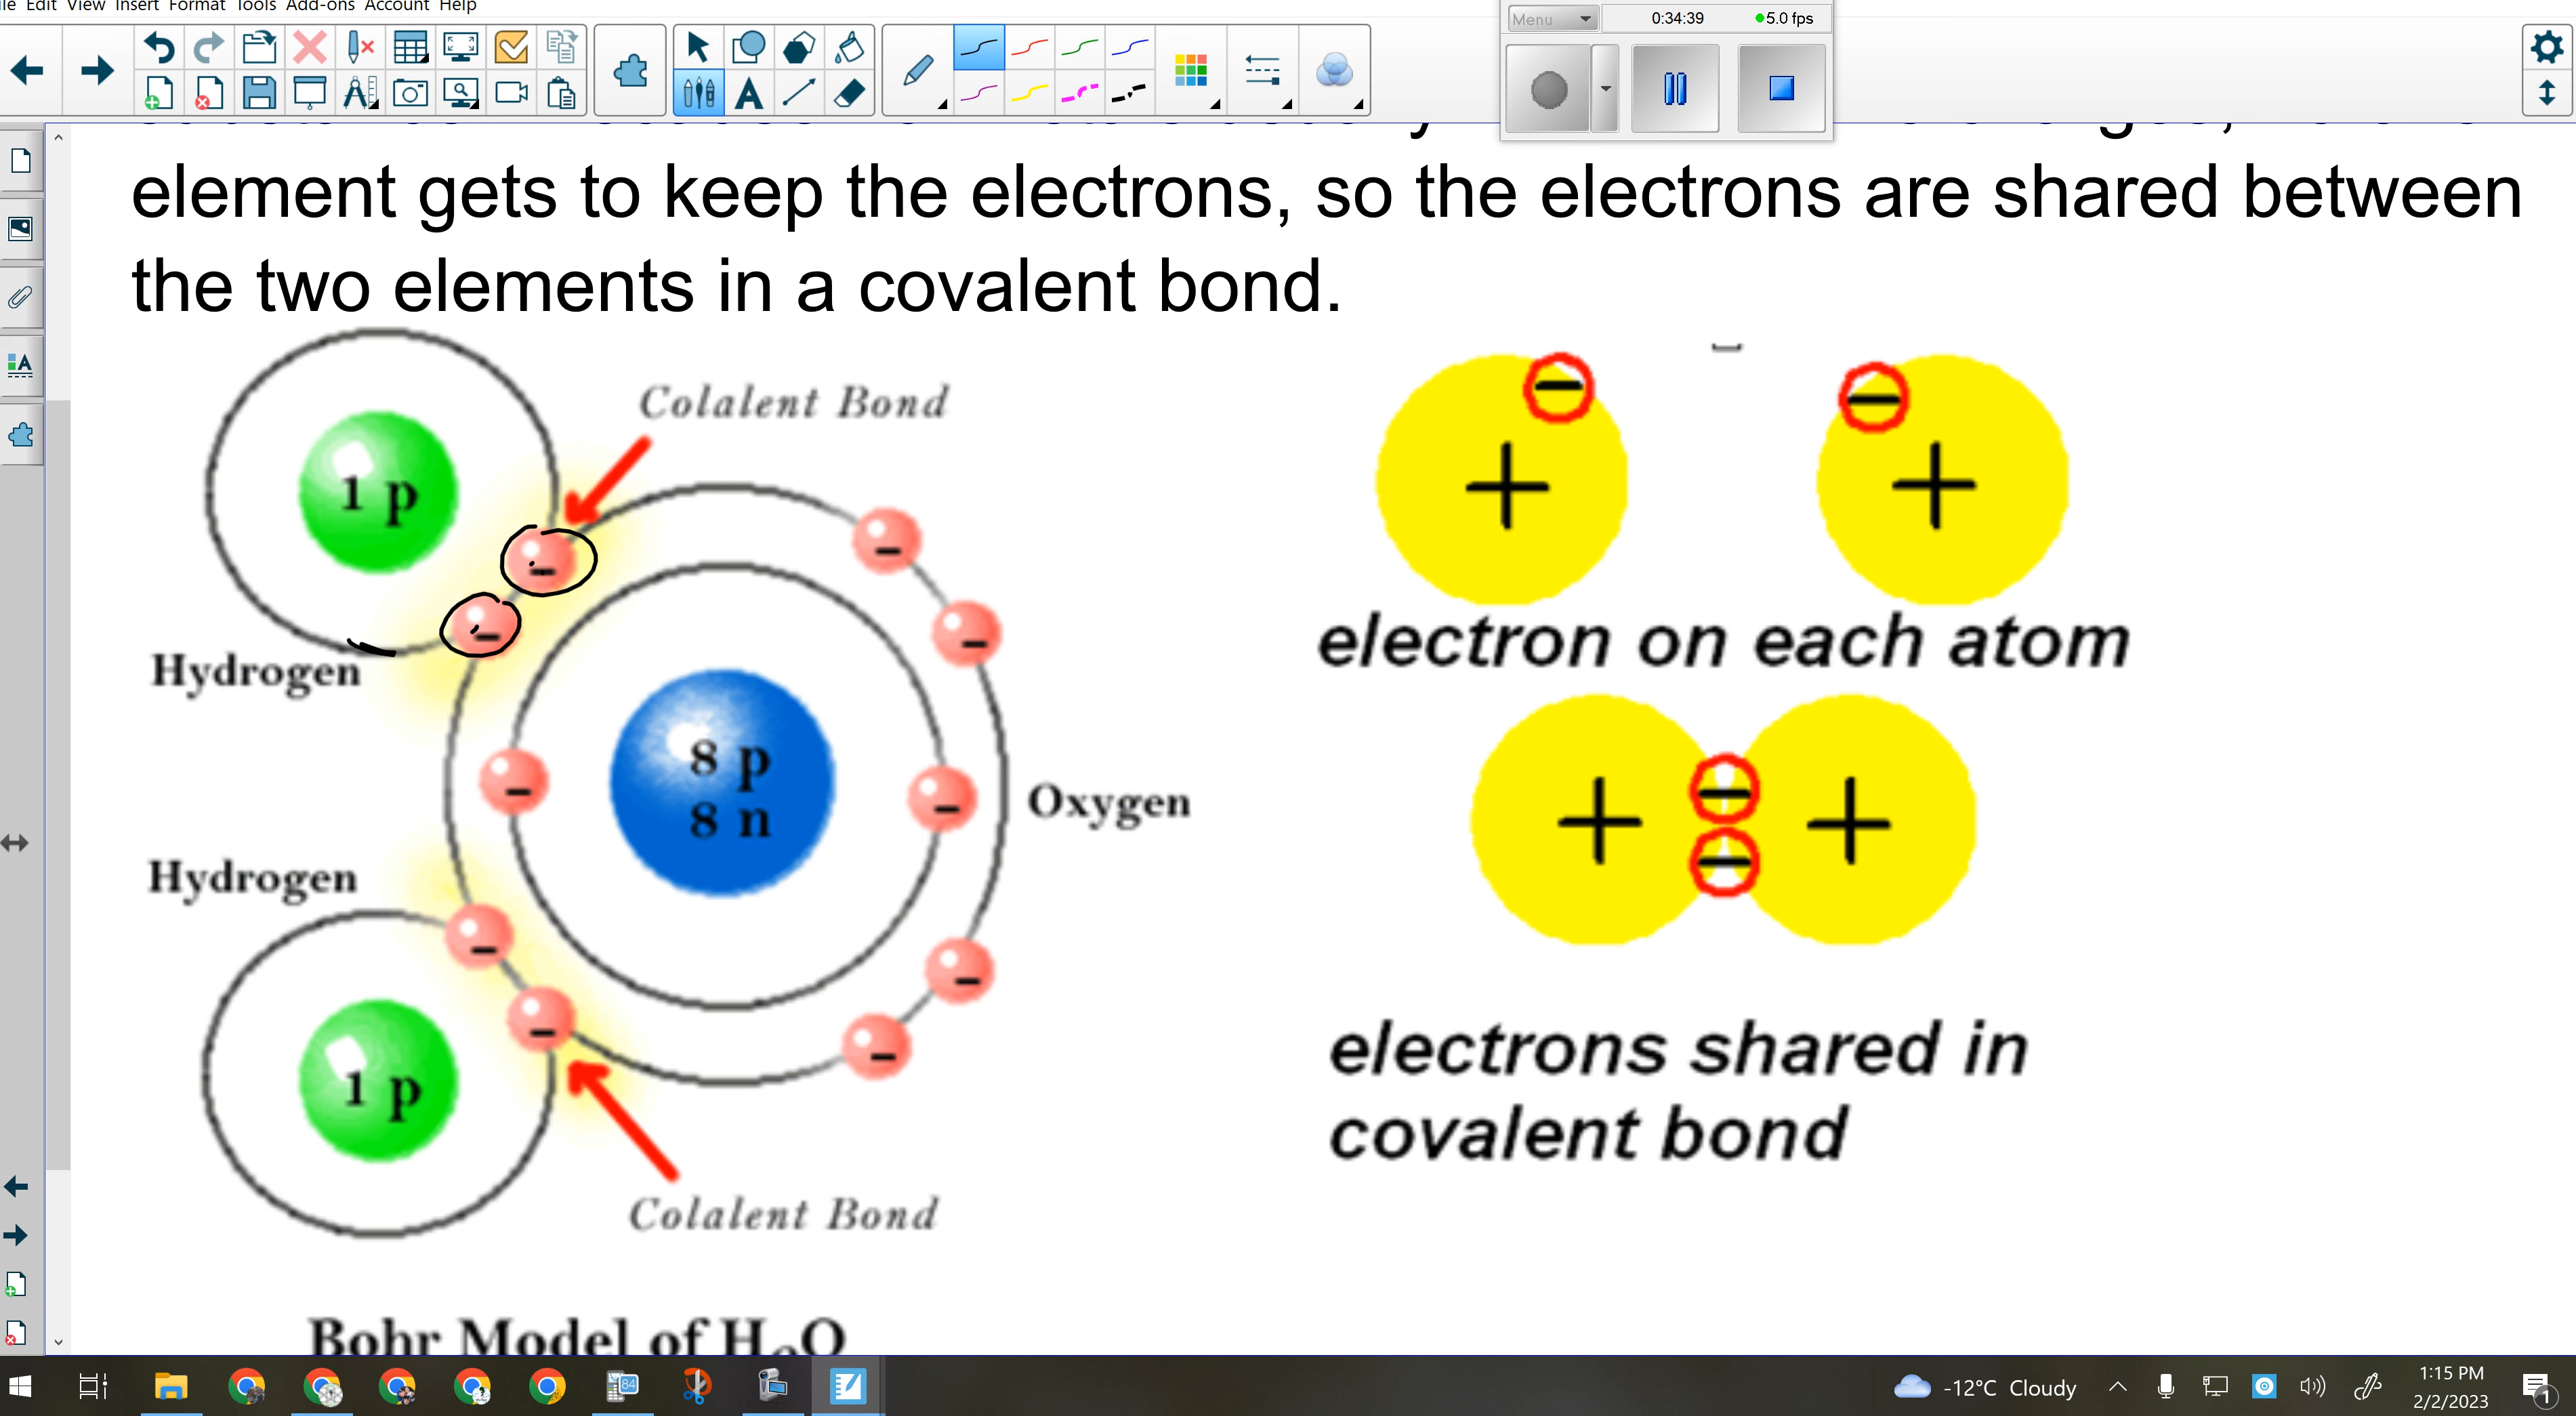 Edit View Insert Format Tools Add-ons Account Help
Menu
0:34:39
5.0 fps
element gets to keep the electrons, so the electrons are shared between
the two elements in a covalent bond.
Colalent Bond
1 p
-
-
-
-
Hydrogen
8 p
8 n
-
-
Oxygen
Hydrogen
-
-
-
-
1 p
Colalent Bond
Bohr Model of H2O
-
-
+
+
electron on each atom
+
-
-
+
electrons shared in
covalent bond
84
-12°C Cloudy
1:15 PM
2/2/2023
1